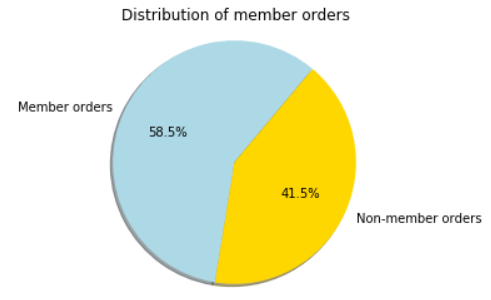 Distribution of member orders
Member orders
58.5%
41.5%
Non-member orders